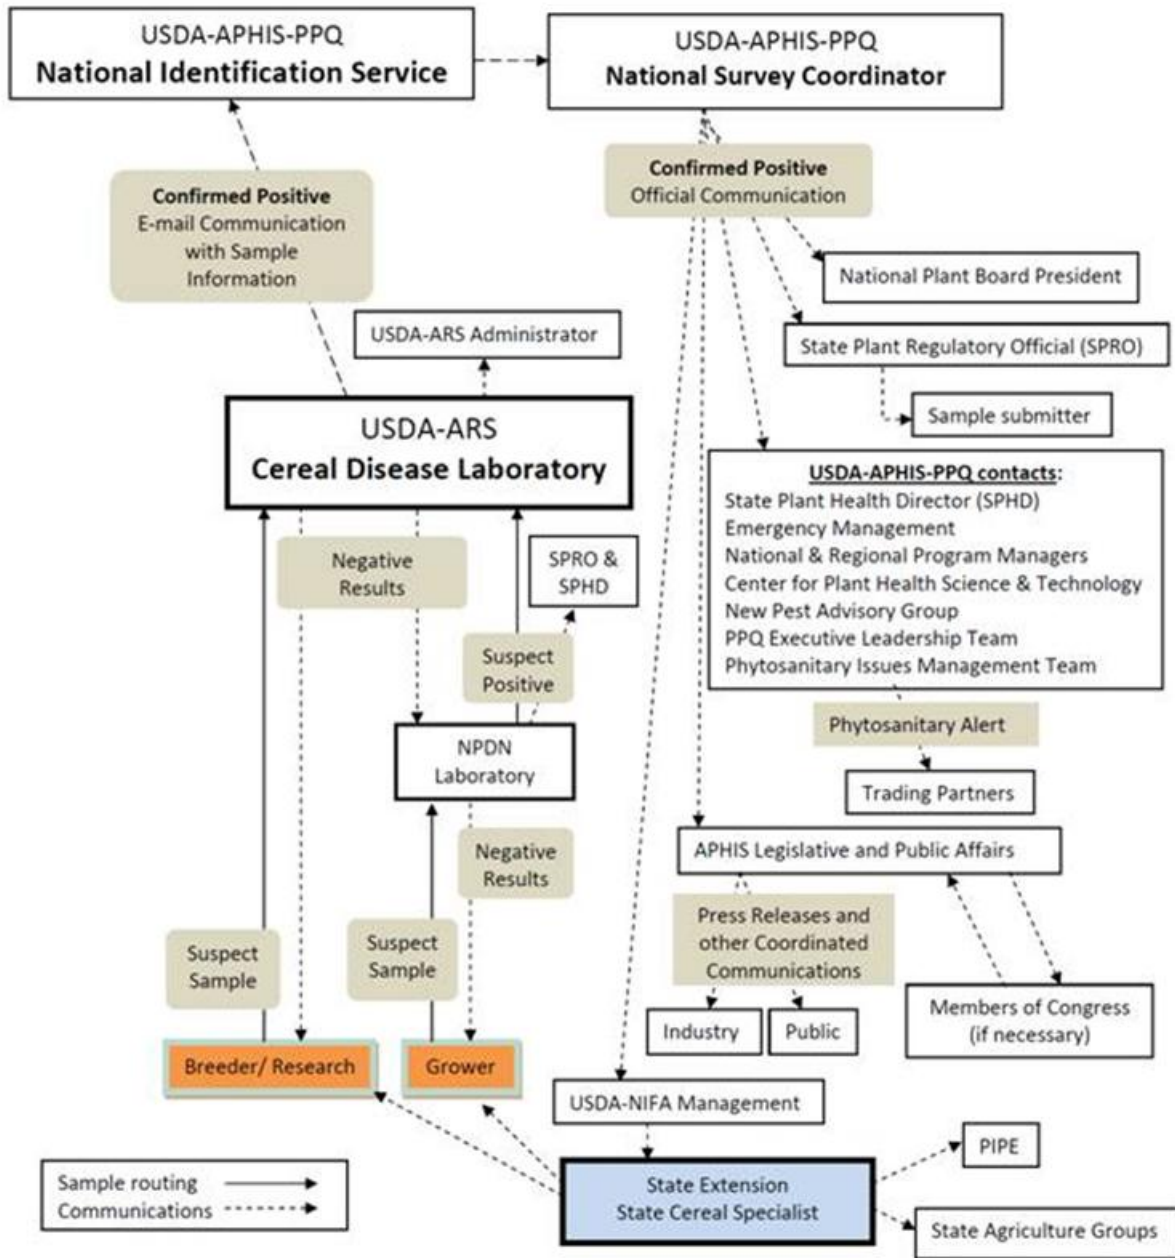 USDA-APHIS-PPQ
National Identification Service
USDA-APHIS-PPQ
National Survey Coordinator
Confirmed Positive
E-mail Communication
with Sample
Information
Confirmed Positive
Official Communication
National Plant Board President
USDA-ARS Administrator
State Plant Regulatory Official (SPRO)
Sample submitter
USDA-ARS
Cereal Disease Laboratory
USDA-APHIS-PPQ contacts:
State Plant Health Director (SPHD)
Emergency Management
National & Regional Program Managers
Center for Plant Health Science & Technology
New Pest Advisory Group
PPQ Executive Leadership Team
Phytosanitary Issues Management Team
Negative
Results
SPRO &
SPHD
Suspect
Positive
Phytosanitary Alert
NPDN
Laboratory
Trading Partners
APHIS Legislative and Public Affairs
Negative
Results
Press Releases and
other Coordinated
Communications
Suspect
Sample
Suspect
Sample
Members of Congress
(if necessary)
Industry
Public
Breeder/ Research
Grower
USDA-NIFA Management
PIPE
State Extension
State Cereal Specialist
State Agriculture Groups
Sample routing
Communications